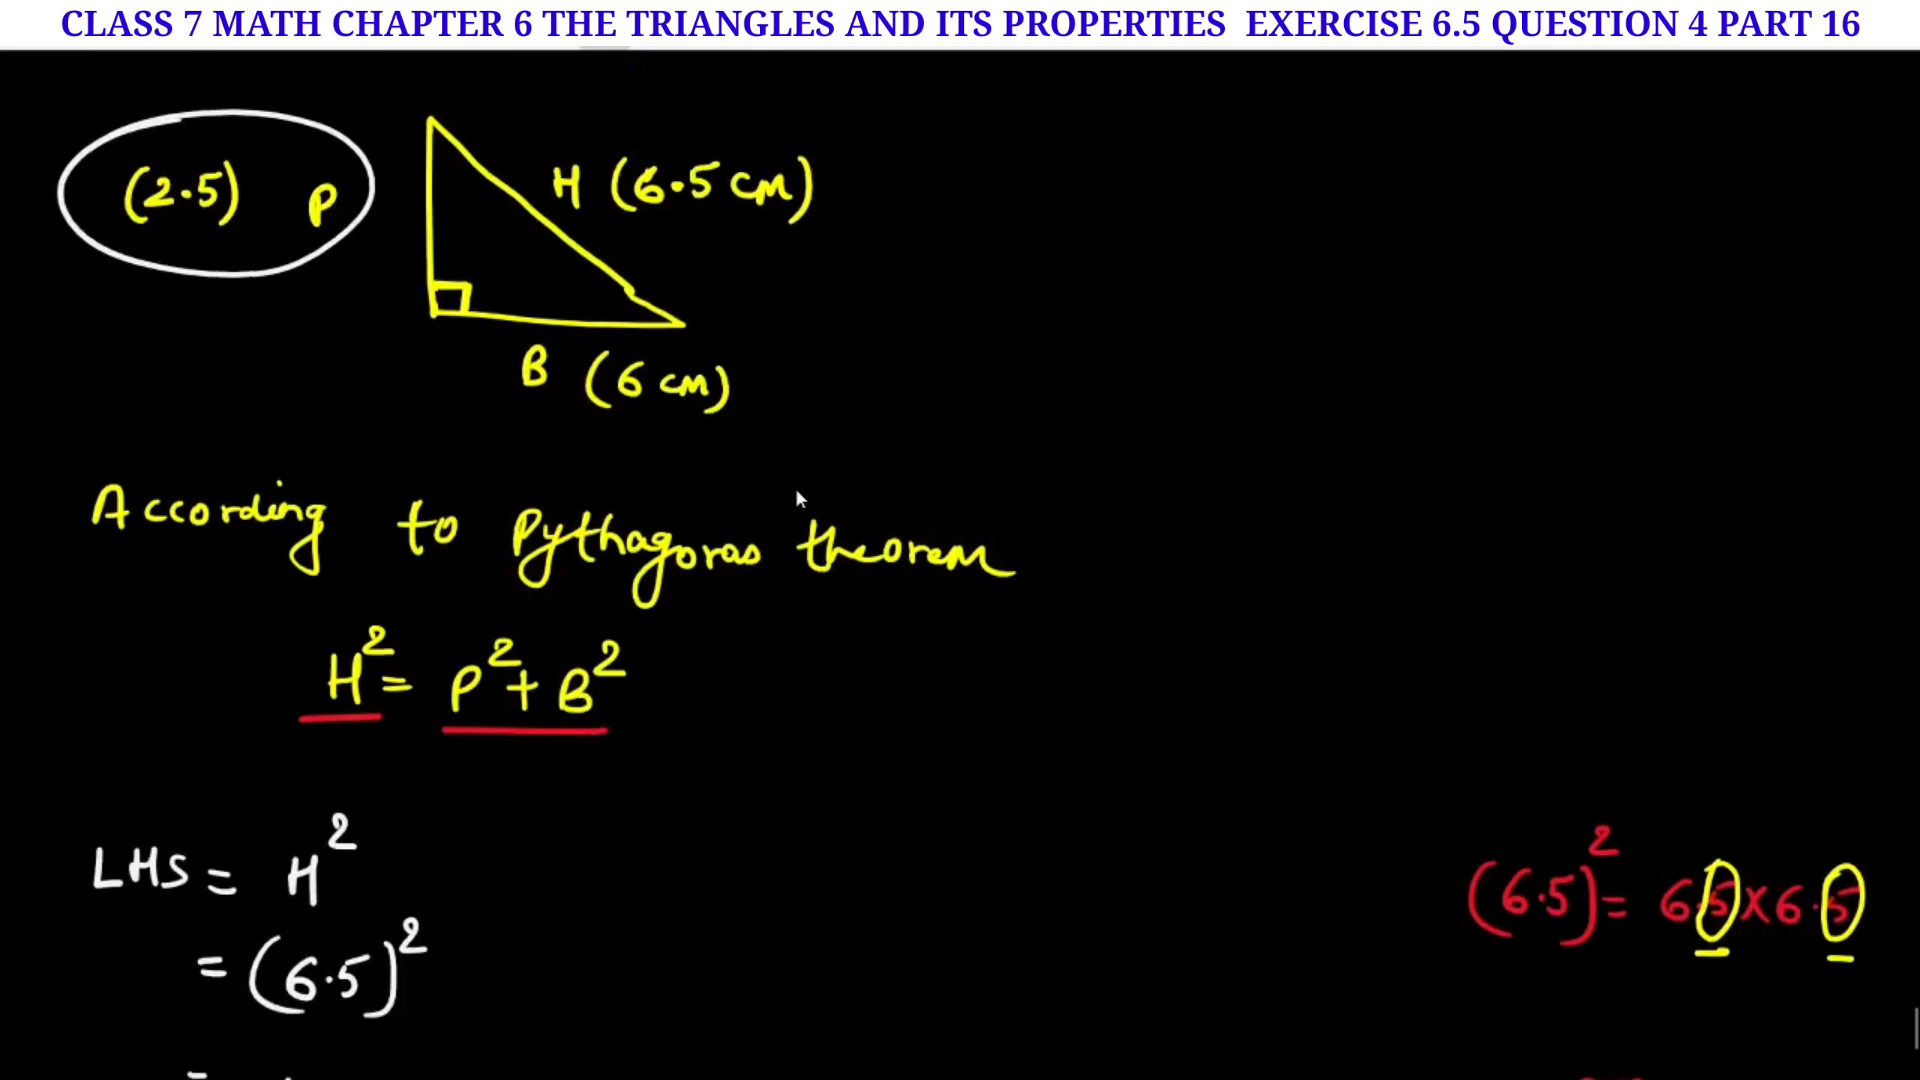 CLASS 7 MATH CHAPTER 6 THE TRIANGLES AND ITS PROPERTIES EXERCISE 6.5 QUESTION 4 PART 16
(2.5) P
H (6.5 cm)
B (6 cm)
According to Pythagoras theorem
H² = P² + B²
LHS = H²
= (6.5)²
(6.5)² = 6.5 × 6.5
=